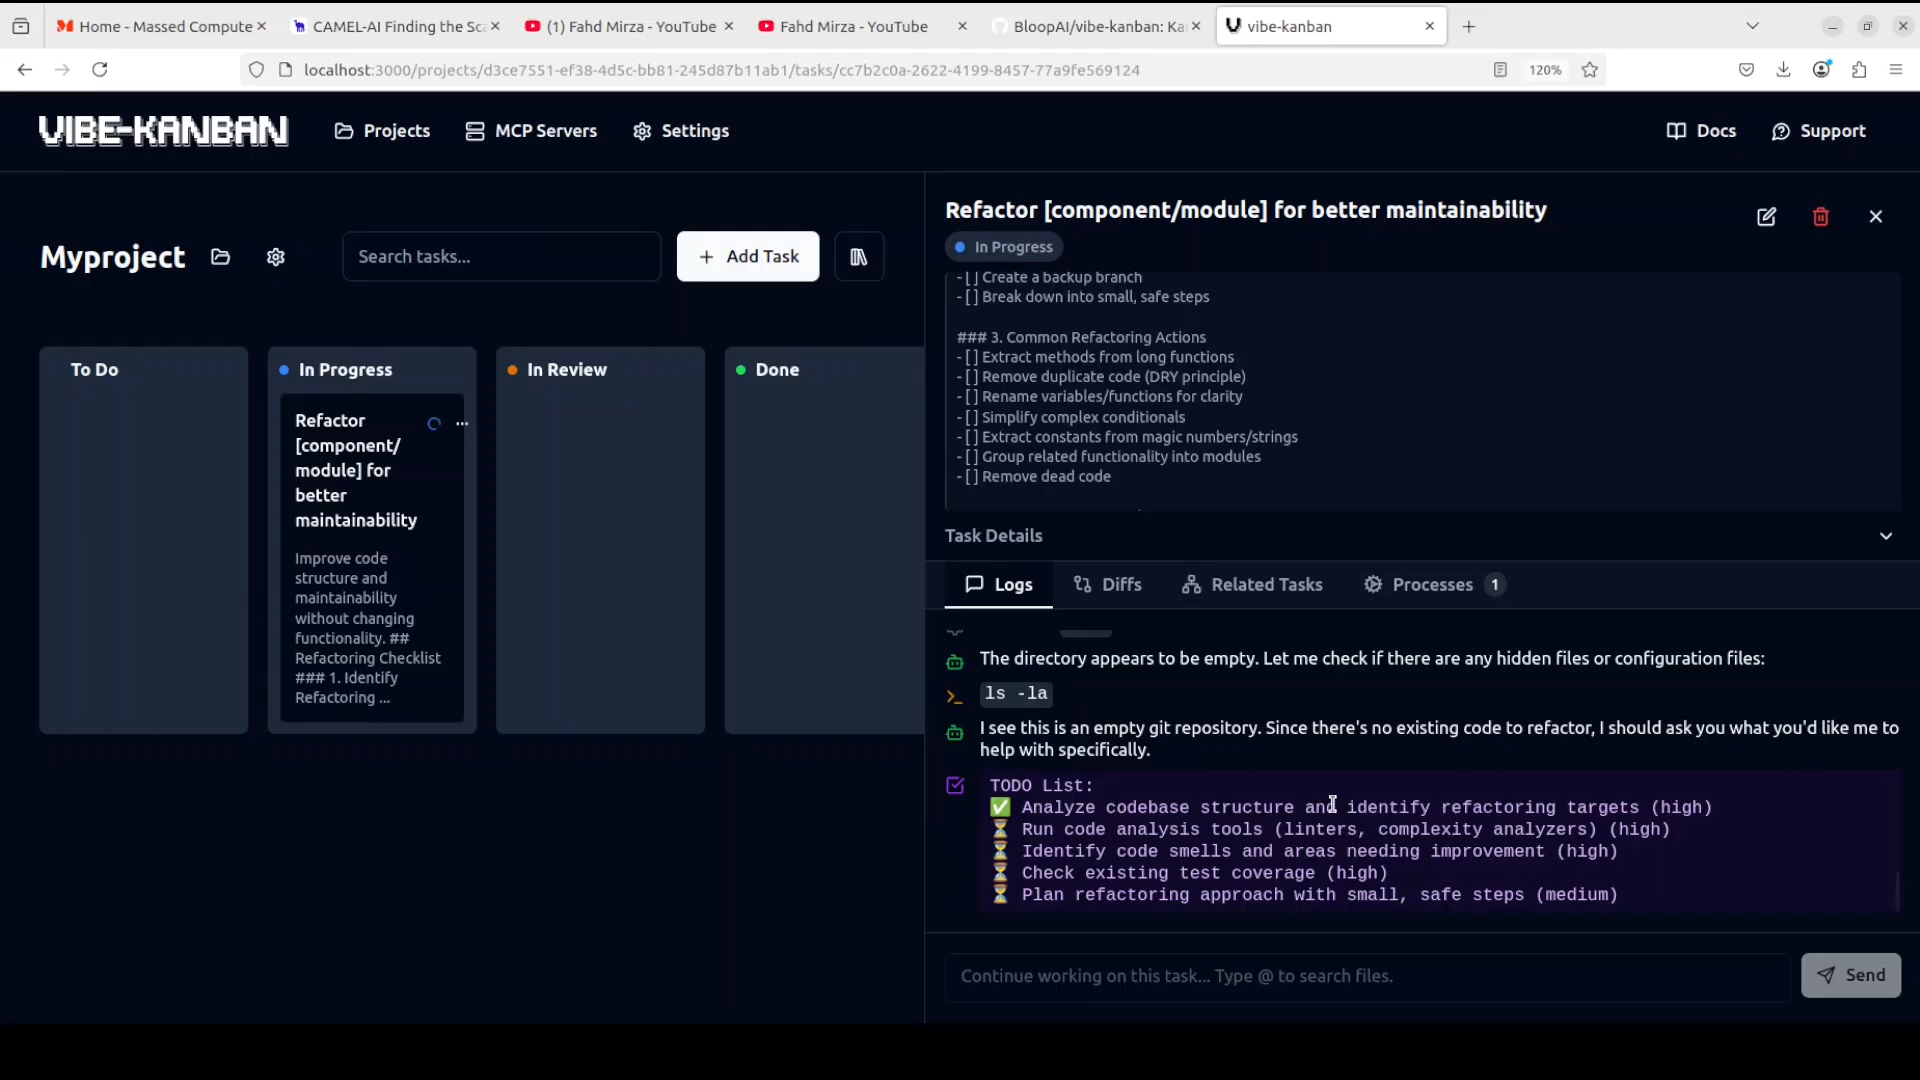 Home - Massed Compute
CAMEL-AI Finding the Sca
(1) Fahd Mirza - YouTube
Fahd Mirza - YouTube
BloopAI/vibe-kanban: Ka
vibe-kanban
localhost:3000/projects/d3ce7551-ef38-4d5c-bb81-245d87b11ab1/tasks/cc7b2c0a-2622-4199-8457-77a9fe569124
120%
VIBE-KANBAN
Projects
MCP Servers
Settings
Docs
Support
Myproject
Search tasks...
+ Add Task
To Do
In Progress
In Review
Done
Refactor
[component/
module] for
better
maintainability
Improve code
structure and
maintainability
without changing
functionality. ##
Refactoring Checklist
### 1. Identify
Refactoring ...
Refactor [component/module] for better maintainability
In Progress
- [ ] Create a backup branch
- [ ] Break down into small, safe steps
### 3. Common Refactoring Actions
- [ ] Extract methods from long functions
- [ ] Remove duplicate code (DRY principle)
- [ ] Rename variables/functions for clarity
- [ ] Simplify complex conditionals
- [ ] Extract constants from magic numbers/strings
- [ ] Group related functionality into modules
- [ ] Remove dead code
Task Details
Logs
Diffs
Related Tasks
Processes 1
The directory appears to be empty. Let me check if there are any hidden files or configuration files:
ls -la
I see this is an empty git repository. Since there's no existing code to refactor, I should ask you what you'd like me to
help with specifically.
TODO List:
✅ Analyze codebase structure and identify refactoring targets (high)
⏳ Run code analysis tools (linters, complexity analyzers) (high)
⏳ Identify code smells and areas needing improvement (high)
⏳ Check existing test coverage (high)
⏳ Plan refactoring approach with small, safe steps (medium)
Continue working on this task... Type @ to search files.
Send